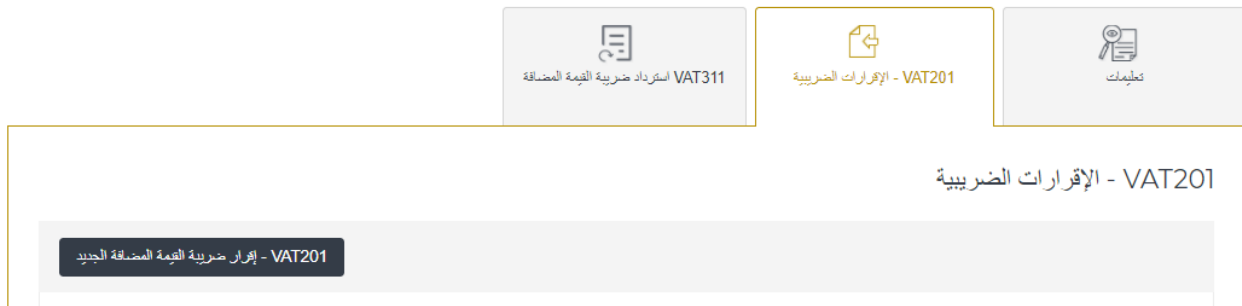 تعليمات
VAT201 - الإقرارات الضريبية
VAT311 استرداد ضريبة القيمة المضافة
VAT201 - الإقرارات الضريبية
VAT201 - إقرار ضريبة القيمة المضافة الجديد